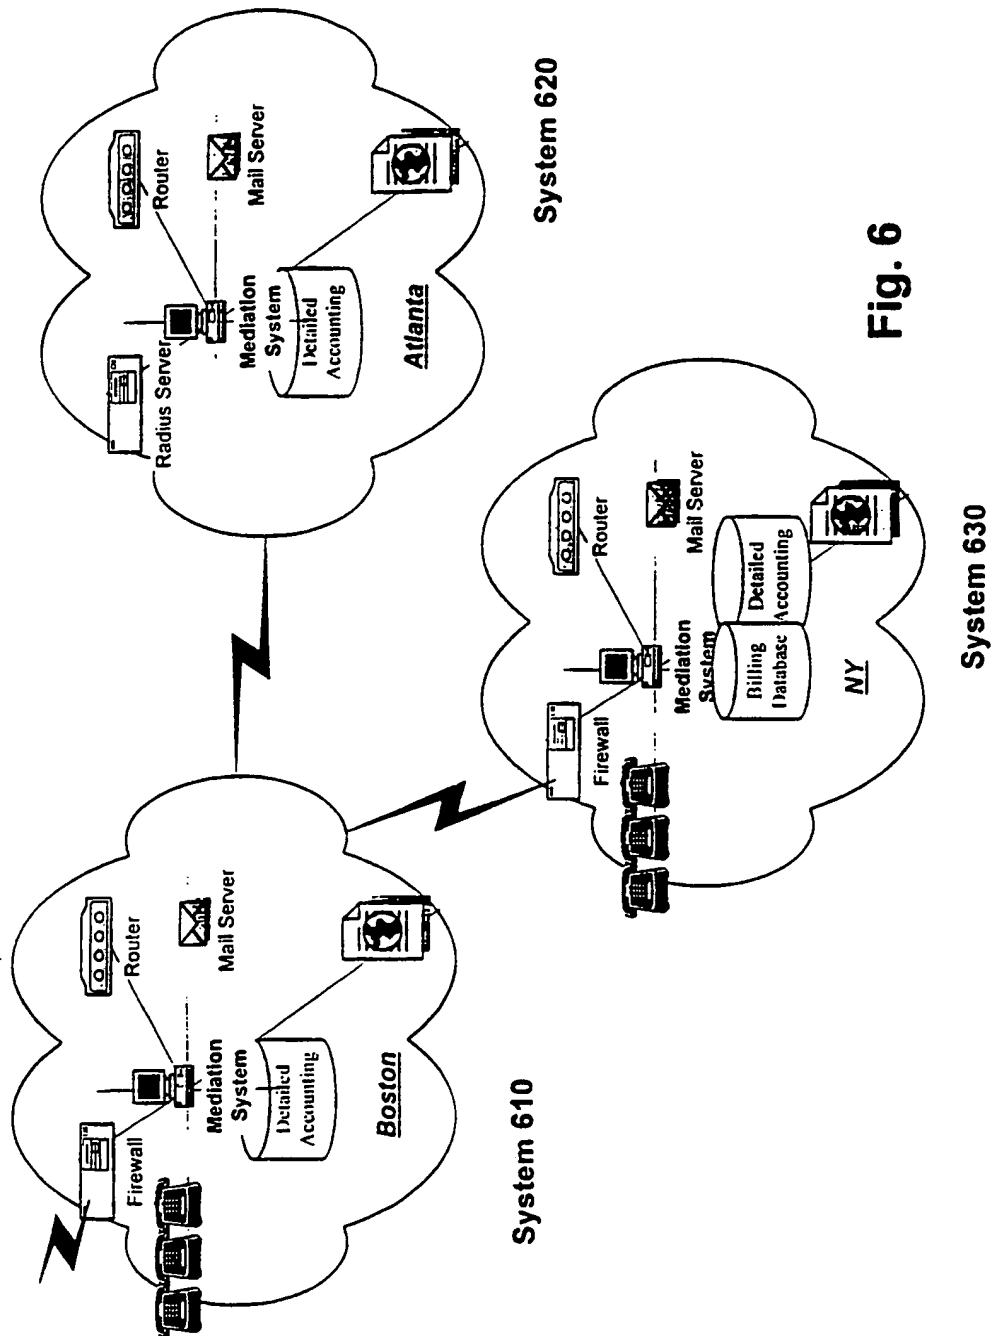 Firewall
Router
Mail Server
Mediation
System
Detailed
Accounting
Boston
System 610
Radius Server
Router
Mail Server
Mediation
System
Detailed
Accounting
Atlanta
System 620
Firewall
Router
Mail Server
Mediation
System
Billing
Database
Detailed
Accounting
NY
System 630
Fig. 6